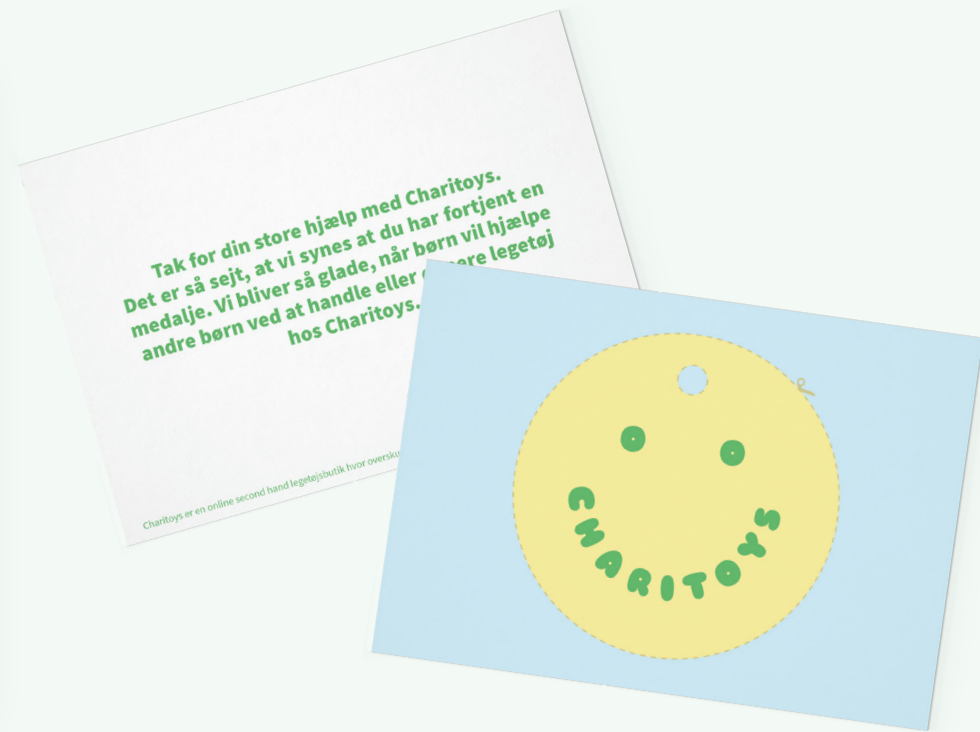 Tak for din store hjælp med Charitoys.
Det er så sejt, at vi synes at du har fortjent en
medalje. Vi bliver så glade, når børn vil hjælpe
andre børn ved at handle eller legetøj
hos Charitoys.
Charitoys er en online second hand legetøjsbutik hvor
CHARITOYS